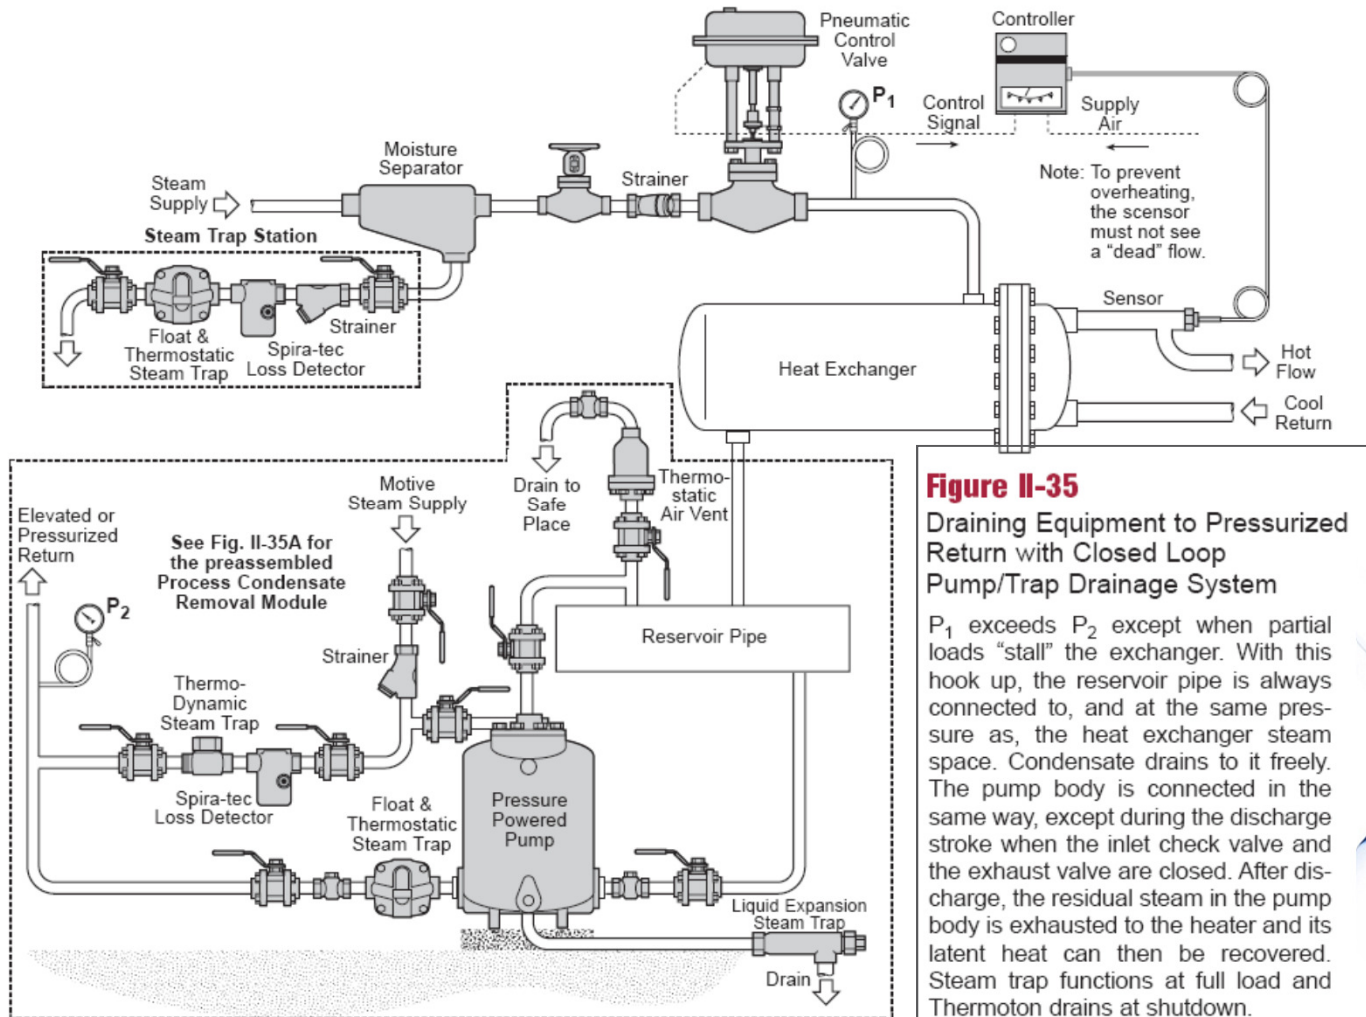 Pneumatic
Control
Valve
Controller
P1
Control
Signal
Supply
Air
Note: To prevent
overheating,
the scensor
must not see
a “dead” flow.
Moisture
Separator
Steam
Supply
Strainer
Steam Trap Station
Strainer
Float &
Thermostatic
Steam Trap
Spira-tec
Loss Detector
Sensor
Heat Exchanger
Hot
Flow
Cool
Return
Drain to
Safe
Place
Thermo-
static
Air Vent
Motive
Steam Supply
Elevated or
Pressurized
Return
See Fig. II-35A for
the preassembled
Process Condensate
Removal Module
P2
Strainer
Reservoir Pipe
Thermo-
Dynamic
Steam Trap
Spira-tec
Loss Detector
Float &
Thermostatic
Steam Trap
Pressure
Powered
Pump
Liquid Expansion
Steam Trap
Drain
Figure II-35
Draining Equipment to Pressurized
Return with Closed Loop
Pump/Trap Drainage System
P1 exceeds P2 except when partial
loads “stall” the exchanger. With this
hook up, the reservoir pipe is always
connected to, and at the same pres-
sure as, the heat exchanger steam
space. Condensate drains to it freely.
The pump body is connected in the
same way, except during the discharge
stroke when the inlet check valve and
the exhaust valve are closed. After dis-
charge, the residual steam in the pump
body is exhausted to the heater and its
latent heat can then be recovered.
Steam trap functions at full load and
Thermoton drains at shutdown.